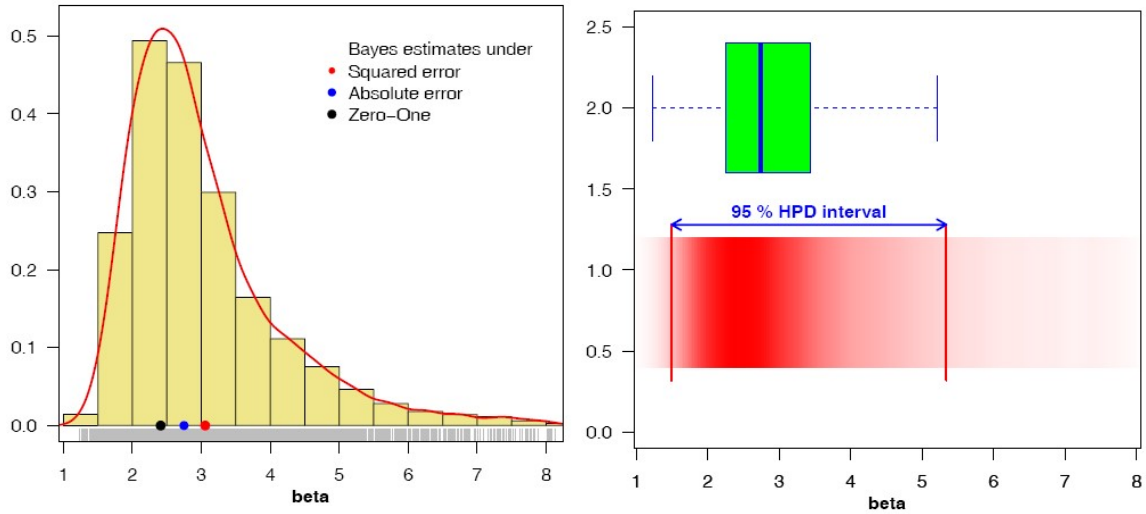 0.5
0.4
0.3
0.2
0.1
0.0
Bayes estimates under
Squared error
Absolute error
Zero−One
1 2 3 4 5 6 7 8
beta
2.5
2.0
1.5
1.0
0.5
0.0
95 % HPD interval
1 2 3 4 5 6 7 8
beta